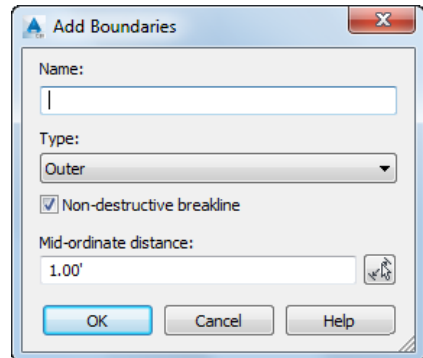 Add Boundaries
Name:
Type:
Outer
Non-destructive breakline
Mid-ordinate distance:
1.00'
OK Cancel Help